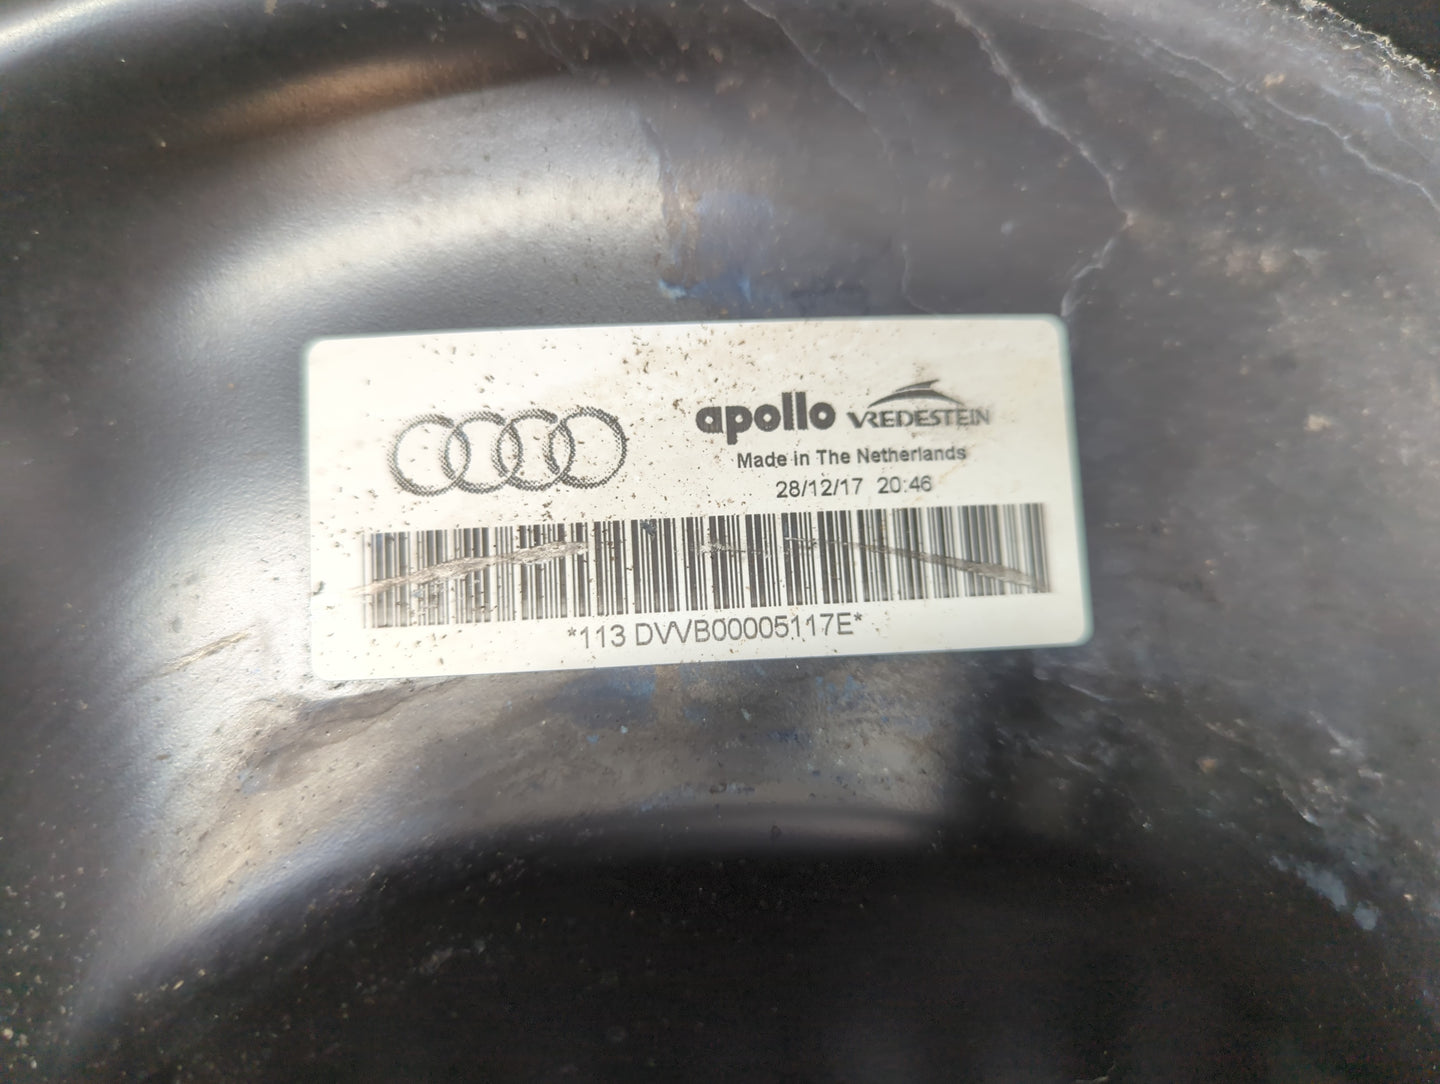 apollo VREDESTEIN
Made in The Netherlands
28/12/17 20:46
*113 DVVB00005117E*